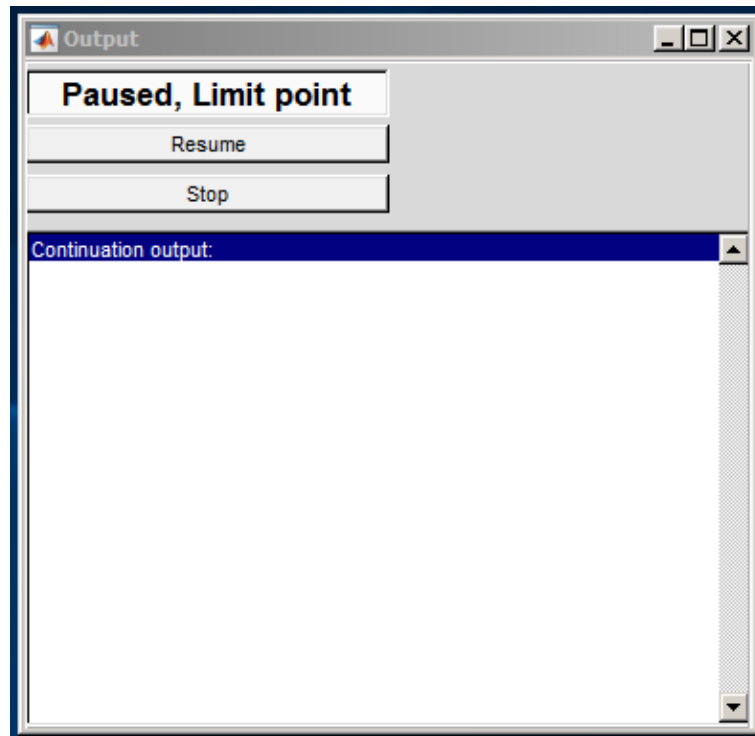 Output
Paused, Limit point
Resume
Stop
Continuation output: